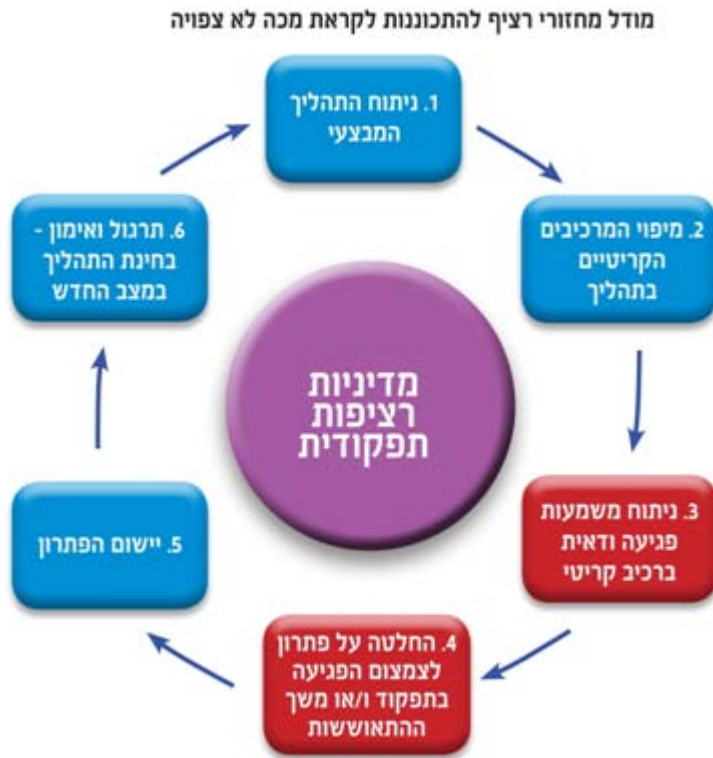 מודל מחזורי רציף להתכוננות לקראת מכה לא צפויה
1. ניתוח התהליך
המבצעי
2. מיפוי המרכיבים
הקריטיים
בתהליך
3. ניתוח משמעות
פגיעה ודאית
ברכיב קריטי
4. החלטה על פתרון
לצמצום הפגיעה
בתפקוד ו/או משך
ההתאוששות
5. יישום הפתרון
6. תרגול ואימון -
בחינת התהליך
במצב החדש
מדיניות
רציפות
תפקודית